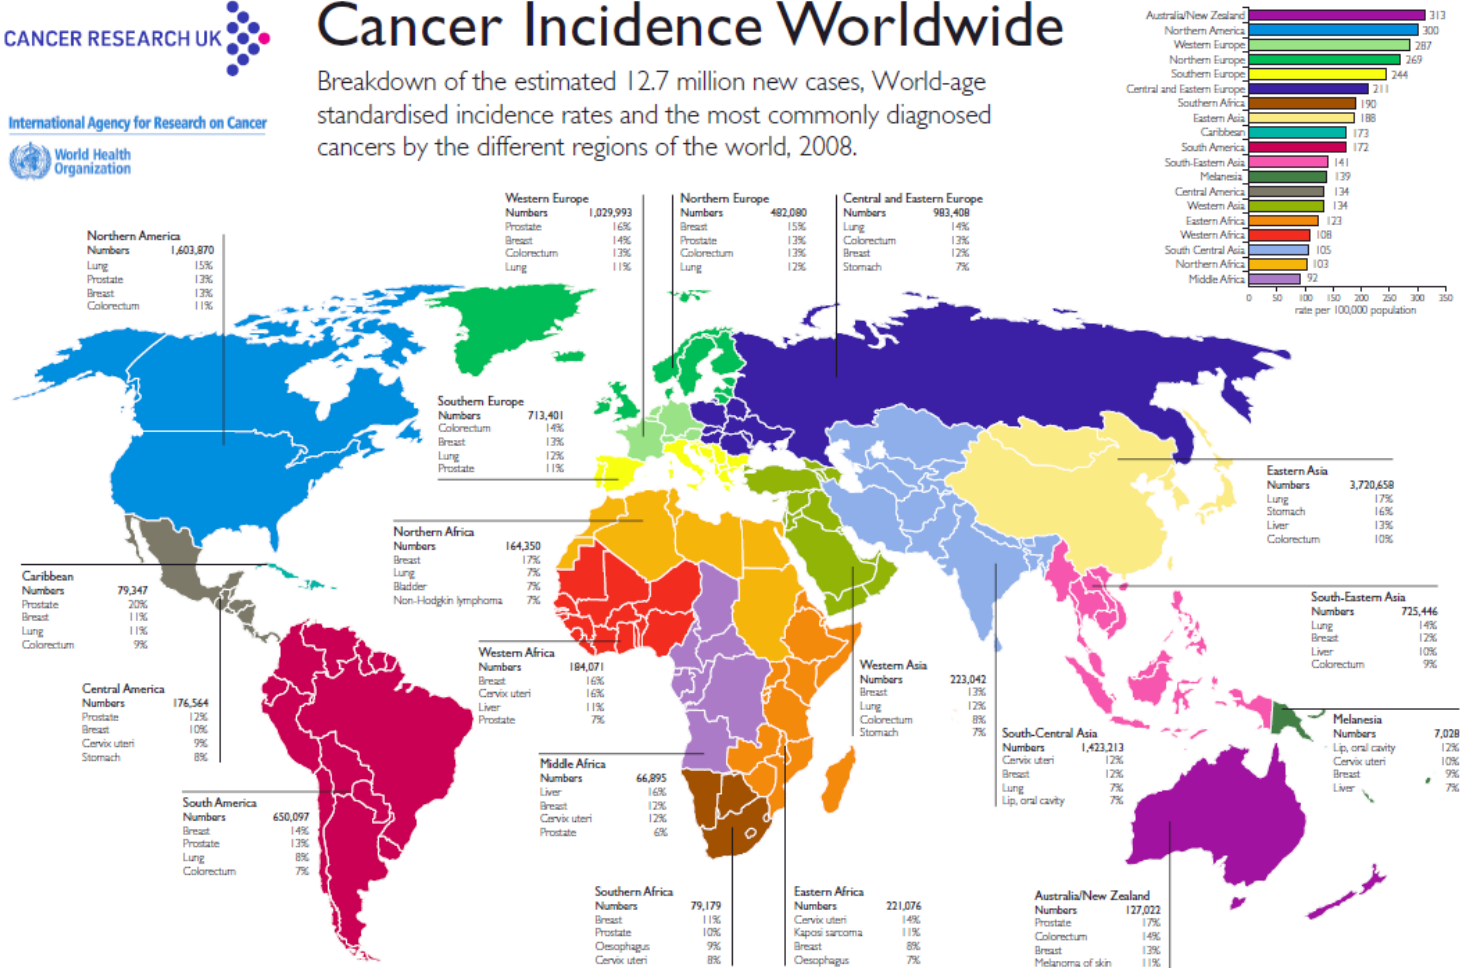 CANCER RESEARCH UK
International Agency for Research on Cancer
World Health
Organization
Cancer Incidence Worldwide
Breakdown of the estimated 12.7 million new cases, World-age
standardised incidence rates and the most commonly diagnosed
cancers by the different regions of the world, 2008.
Australia/New Zealand 313
Northern America 300
Western Europe 287
Northern Europe 269
Southern Europe 244
Central and Eastern Europe 211
Southern Africa 190
Eastern Asia 188
Caribbean 173
South America 172
South-Eastern Asia 141
Melanesia 139
Central America 134
Western Asia 134
Eastern Africa 123
Western Africa 108
South Central Asia 105
Northern Africa 103
Middle Africa 92
0 50 100 150 200 250 300 350
rate per 100,000 population
Northern America
Numbers 1,603,870
Lung 15%
Prostate 13%
Breast 13%
Colorectum 11%
Western Europe
Numbers 1,029,993
Prostate 16%
Breast 14%
Colorectum 13%
Lung 11%
Northern Europe
Numbers 482,080
Breast 15%
Prostate 13%
Colorectum 13%
Lung 12%
Central and Eastern Europe
Numbers 983,408
Lung 14%
Colorectum 13%
Breast 12%
Stomach 7%
Southern Europe
Numbers 713,401
Colorectum 14%
Breast 13%
Lung 12%
Prostate 11%
Eastern Asia
Numbers 3,720,658
Lung 17%
Stomach 16%
Liver 13%
Colorectum 10%
Northern Africa
Numbers 164,350
Breast 17%
Lung 7%
Bladder 7%
Non-Hodgkin lymphoma 7%
Caribbean
Numbers 79,347
Prostate 20%
Breast 11%
Lung 11%
Colorectum 9%
South-Eastern Asia
Numbers 725,446
Lung 14%
Breast 12%
Liver 10%
Colorectum 9%
Western Africa
Numbers 184,071
Breast 16%
Cervix uteri 16%
Liver 11%
Prostate 7%
Western Asia
Numbers 223,042
Breast 13%
Lung 12%
Colorectum 8%
Stomach 7%
Central America
Numbers 176,564
Prostate 12%
Breast 10%
Cervix uteri 9%
Stomach 8%
Melanesia
Numbers 7,028
Lip, oral cavity 12%
Cervix uteri 10%
Breast 9%
Liver 7%
South-Central Asia
Numbers 1,423,213
Cervix uteri 12%
Breast 12%
Lung 7%
Lip, oral cavity 7%
Middle Africa
Numbers 66,895
Liver 16%
Breast 12%
Cervix uteri 12%
Prostate 6%
South America
Numbers 650,097
Breast 14%
Prostate 13%
Lung 8%
Colorectum 7%
Southern Africa
Numbers 79,179
Breast 11%
Prostate 10%
Oesophagus 9%
Cervix uteri 8%
Eastern Africa
Numbers 221,076
Cervix uteri 14%
Kaposi sarcoma 11%
Breast 8%
Oesophagus 7%
Australia/New Zealand
Numbers 127,022
Prostate 17%
Colorectum 14%
Breast 13%
Melanoma of skin 11%